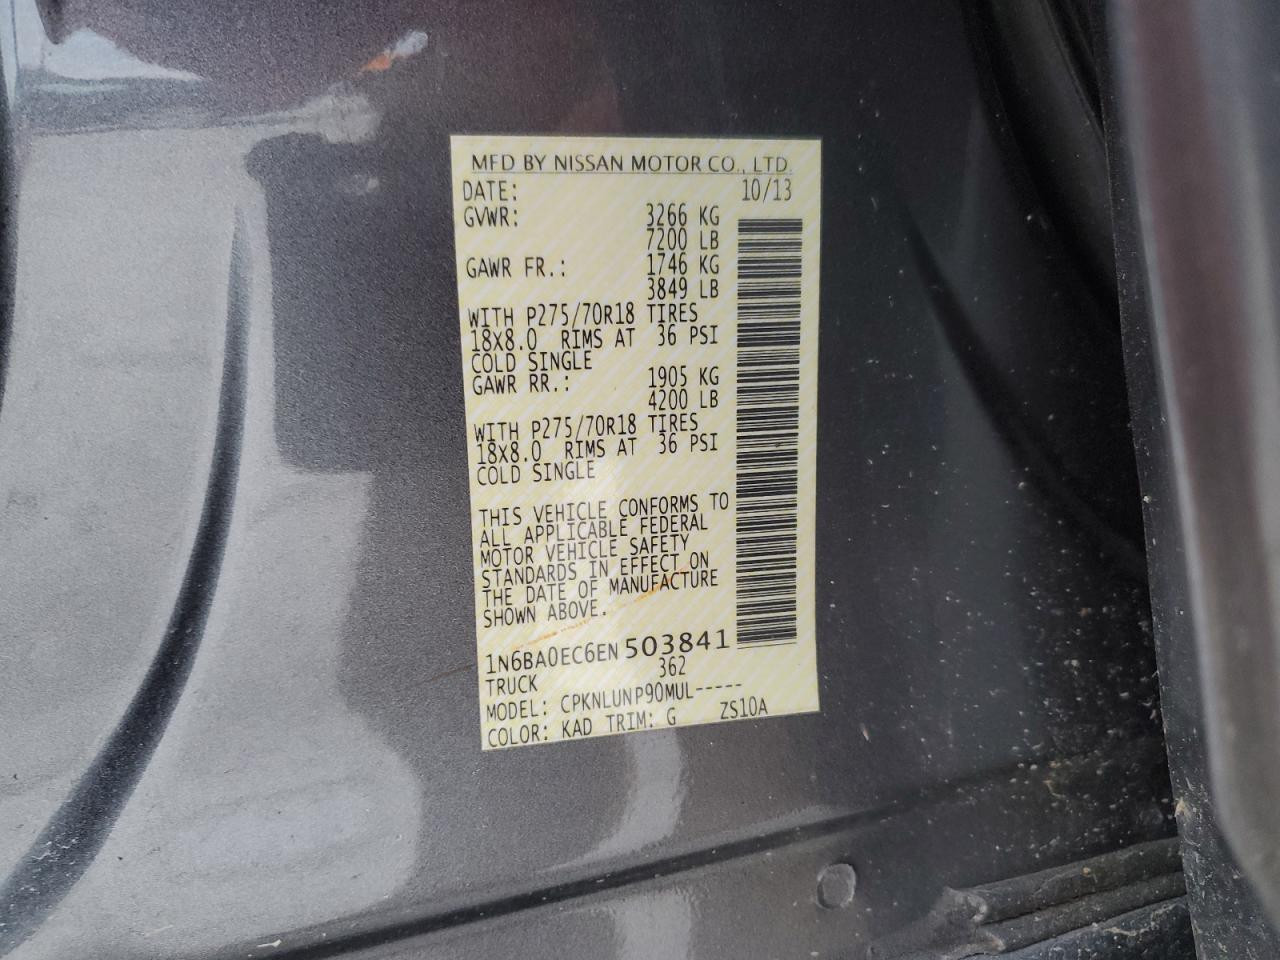 MFD BY NISSAN MOTOR CO., LTD.
DATE: 10/13
GVWR: 3266 KG
7200 LB
GAWR FR.: 1746 KG
3849 LB
WITH P275/70R18 TIRES
18X8.0 RIMS AT 36 PSI
COLD SINGLE
GAWR RR.: 1905 KG
4200 LB
WITH P275/70R18 TIRES
18X8.0 RIMS AT 36 PSI
COLD SINGLE
THIS VEHICLE CONFORMS TO
ALL APPLICABLE FEDERAL
MOTOR VEHICLE SAFETY
STANDARDS IN EFFECT ON
THE DATE OF MANUFACTURE
SHOWN ABOVE.
1N6BA0EC6EN503841
TRUCK 362
MODEL: CPKNLUNP90MUL-----
COLOR: KAD TRIM: G ZS10A